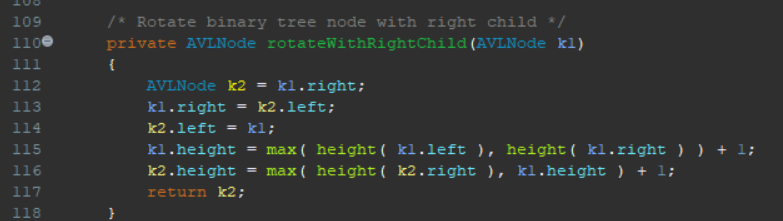 109 /* Rotate binary tree node with right child */
110 private AVLNode rotateWithRightChild(AVLNode k1)
111 {
112 AVLNode k2 = k1.right;
113 k1.right = k2.left;
114 k2.left = k1;
115 k1.height = max( height( k1.left ), height( k1.right ) ) + 1;
116 k2.height = max( height( k2.right ), k1.height ) + 1;
117 return k2;
118 }